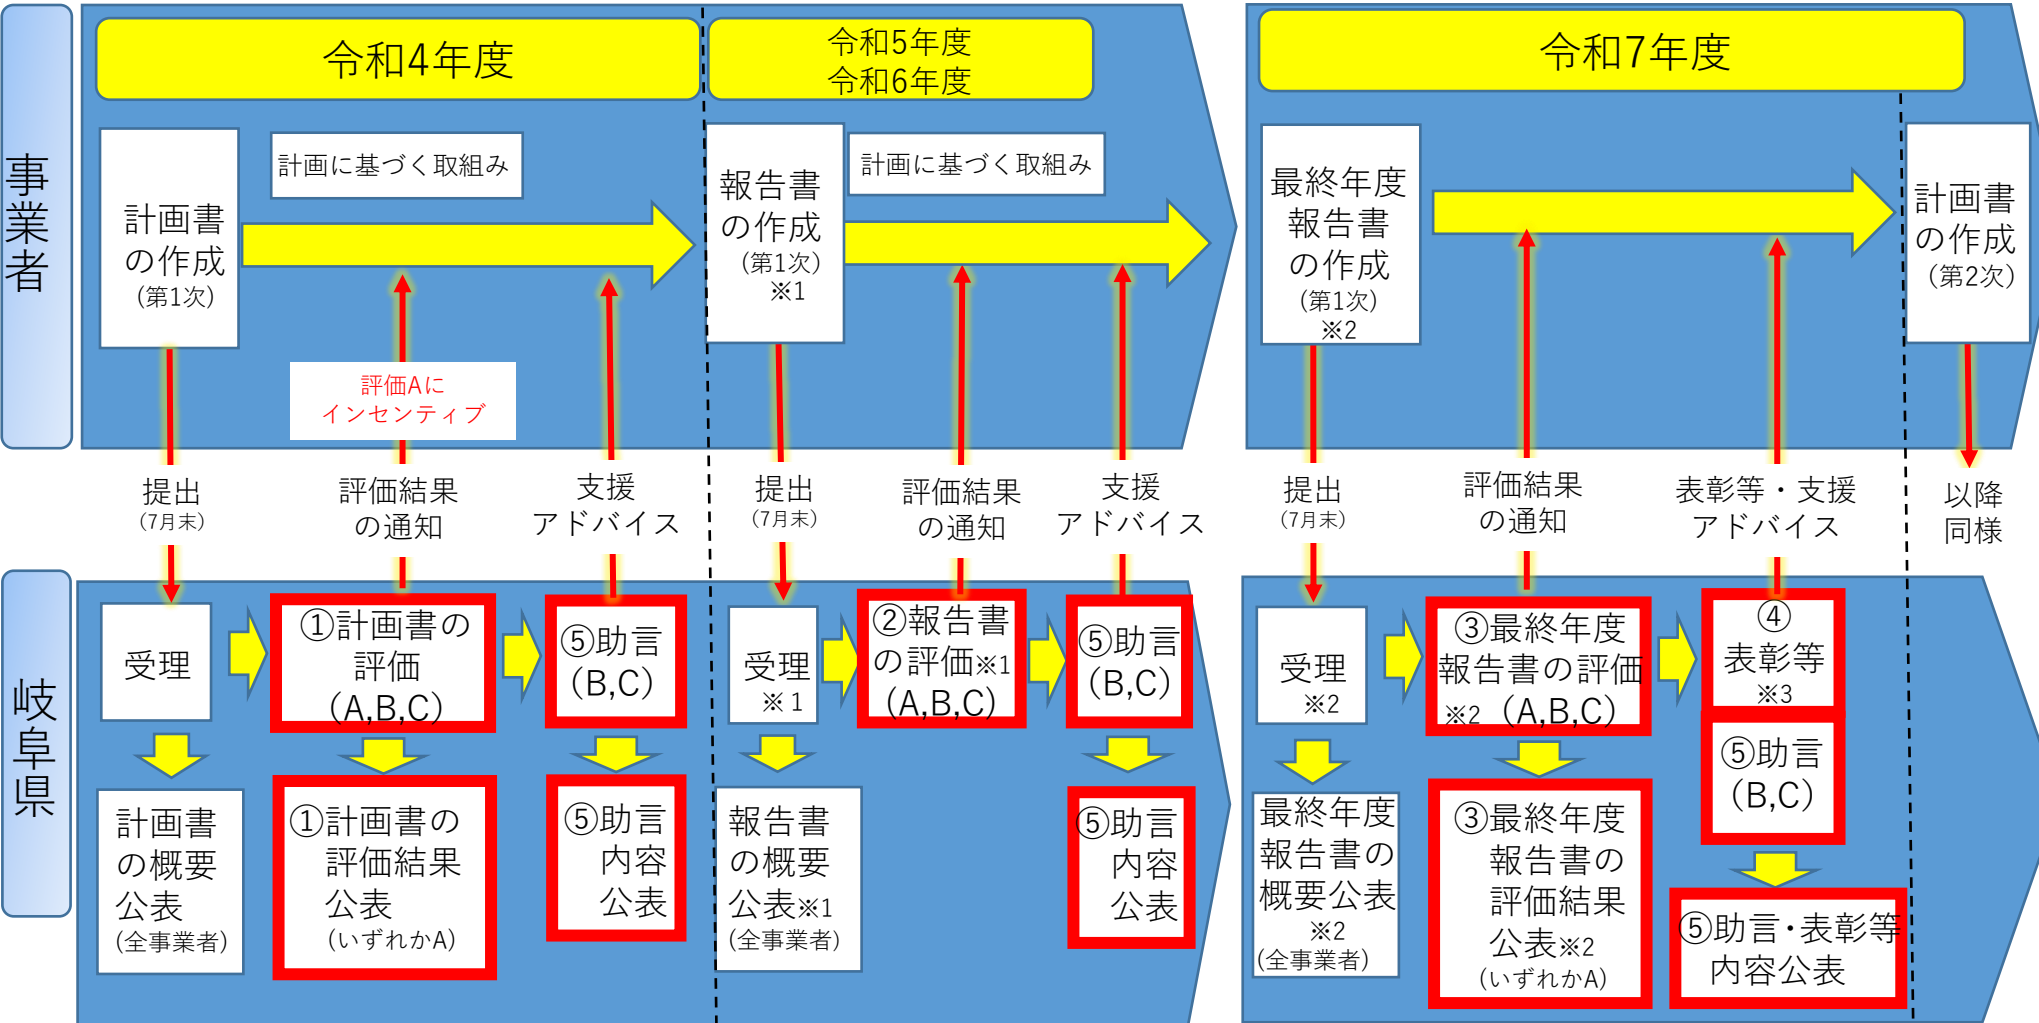 事業者
令和4年度
令和5年度
令和6年度
令和7年度
計画書
の作成
(第1次)
計画に基づく取組み
報告書
の作成
(第1次)
※1
計画に基づく取組み
最終年度
報告書
の作成
(第1次)
※2
計画書
の作成
(第2次)
評価Aに
インセンティブ
提出
(7月末)
評価結果
の通知
支援
アドバイス
提出
(7月末)
評価結果
の通知
支援
アドバイス
提出
(7月末)
評価結果
の通知
表彰等・支援
アドバイス
以降
同様
岐阜県
受理
①計画書の
評価
(A,B,C)
⑤助言
(B,C)
受理
※1
②報告書
の評価※1
(A,B,C)
⑤助言
(B,C)
受理
※2
③最終年度
報告書の評価
※2 (A,B,C)
④
表彰等
※3
⑤助言
(B,C)
計画書
の概要
公表
(全事業者)
①計画書の
評価結果
公表
(いずれかA)
⑤助言
内容
公表
報告書
の概要
公表※1
(全事業者)
⑤助言
内容
公表
最終年度
報告書の
概要公表
※2
(全事業者)
③最終年度
報告書の
評価結果
公表※2
(いずれかA)
⑤助言・表彰等
内容公表